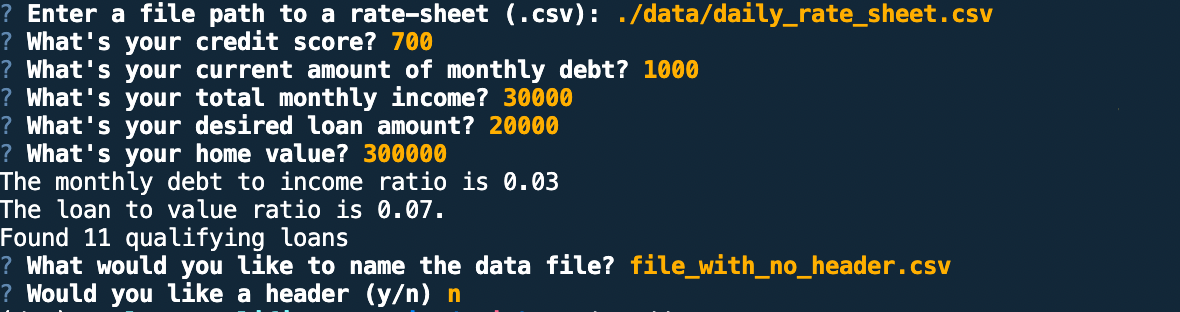 ? Enter a file path to a rate-sheet (.csv): ./data/daily_rate_sheet.csv
? What's your credit score? 700
? What's your current amount of monthly debt? 1000
? What's your total monthly income? 30000
? What's your desired loan amount? 20000
? What's your home value? 300000
The monthly debt to income ratio is 0.03
The loan to value ratio is 0.07.
Found 11 qualifying loans
? What would you like to name the data file? file_with_no_header.csv
? Would you like a header (y/n) n